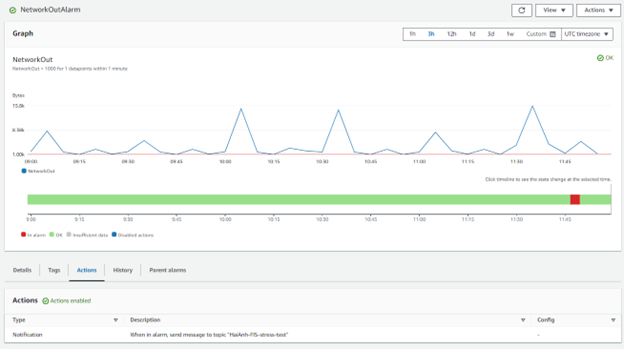 NetworkOutAlarm
View
Actions
Graph
1h 3h 12h 1d 3d 1w Custom UTC timezone
NetworkOut
OK
NetworkOut > 1000 for 1 datapoints within 1 minute
Bytes
15.0k
1.00k
09:00 09:15 09:30 09:45 10:00 10:15 10:30 10:45 11:00 11:15 11:30 11:45
NetworkOut
Click timeline to see the state change at the selected time.
9:00 9:15 9:30 9:45 10:00 10:15 10:30 10:45 11:00 11:15 11:30 11:45
In alarm OK Insufficient data Disabled actions
Details Tags Actions History Parent alarms
Actions Actions enabled
Type Description Config
Notification When in alarm, send message to topic "HaiAnh-FIS-stress-test" -